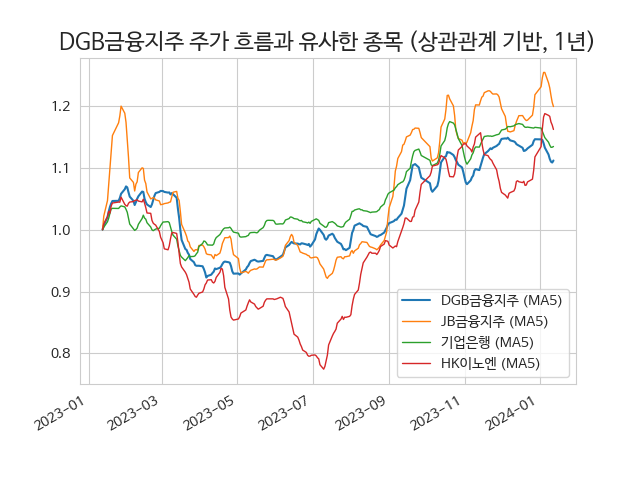 DGB금융지주 주가 흐름과 유사한 종목 (상관관계 기반, 1년)
1.2
1.1
1.0
0.9
0.8
DGB금융지주 (MA5)
JB금융지주 (MA5)
기업은행 (MA5)
HK이노엔 (MA5)
2023-01
2023-03
2023-05
2023-07
2023-09
2023-11
2024-01